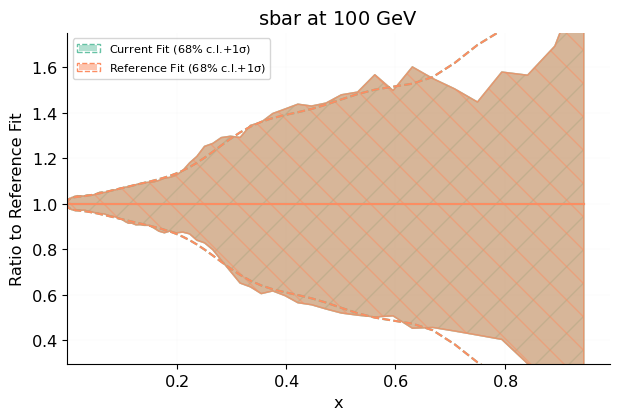 sbar at 100 GeV
Current Fit (68% c.l.+1σ)
Reference Fit (68% c.l.+1σ)
Ratio to Reference Fit
1.6
1.4
1.2
1.0
0.8
0.6
0.4
0.2
0.4
0.6
0.8
x